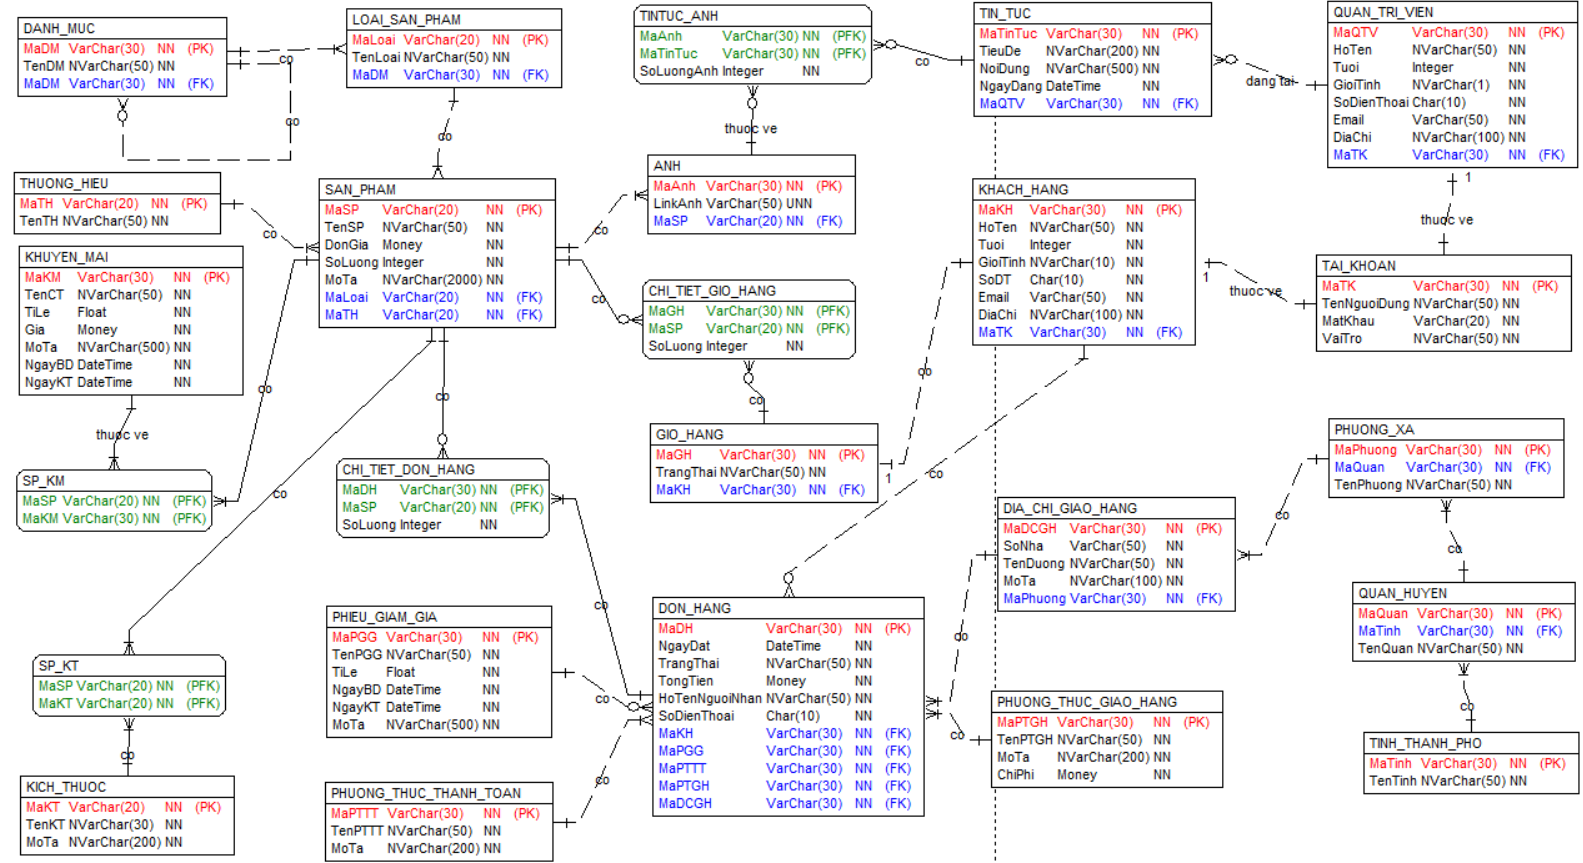 DANH_MUC
MaDM VarChar(30) NN (PK)
TenDM NVarChar(50) NN
MaDM VarChar(30) NN (FK)
co
co
LOAI_SAN_PHAM
MaLoai VarChar(20) NN (PK)
TenLoai NVarChar(50) NN
MaDM VarChar(30) NN (FK)
co
TINTUC_ANH
MaAnh VarChar(30) NN (PFK)
MaTinTuc VarChar(30) NN (PFK)
SoLuongAnh Integer NN
co
thuoc ve
TIN_TUC
MaTinTuc VarChar(30) NN (PK)
TieuDe NVarChar(200) NN
NoiDung NVarChar(500) NN
NgayDang DateTime NN
MaQTV VarChar(30) NN (FK)
dang tai
QUAN_TRI_VIEN
MaQTV VarChar(30) NN (PK)
HoTen NVarChar(50) NN
Tuoi Integer NN
GioiTinh NVarChar(1) NN
SoDienThoai Char(10) NN
Email VarChar(50) NN
DiaChi NVarChar(100) NN
MaTK VarChar(30) NN (FK)
1
thuoc ve
THUONG_HIEU
MaTH VarChar(20) NN (PK)
TenTH NVarChar(50) NN
co
SAN_PHAM
MaSP VarChar(20) NN (PK)
TenSP NVarChar(50) NN
DonGia Money NN
SoLuong Integer NN
MoTa NVarChar(2000) NN
MaLoai VarChar(20) NN (FK)
MaTH VarChar(20) NN (FK)
co
co
ANH
MaAnh VarChar(30) NN (PK)
LinkAnh VarChar(50) UNN
MaSP VarChar(20) NN (FK)
KHACH_HANG
MaKH VarChar(30) NN (PK)
HoTen NVarChar(50) NN
Tuoi Integer NN
GioiTinh NVarChar(10) NN
SoDT Char(10) NN
Email VarChar(50) NN
DiaChi NVarChar(100) NN
MaTK VarChar(30) NN (FK)
1
thuoc ve
TAI_KHOAN
MaTK VarChar(30) NN (PK)
TenNguoiDung NVarChar(50) NN
MatKhau VarChar(20) NN
VaiTro NVarChar(50) NN
KHUYEN_MAI
MaKM VarChar(30) NN (PK)
TenCT NVarChar(50) NN
TiLe Float NN
Gia Money NN
MoTa NVarChar(500) NN
NgayBD DateTime NN
NgayKT DateTime NN
thuoc ve
co
CHI_TIET_GIO_HANG
MaGH VarChar(30) NN (PFK)
MaSP VarChar(20) NN (PFK)
SoLuong Integer NN
co
co
co
GIO_HANG
MaGH VarChar(30) NN (PK)
TrangThai NVarChar(50) NN
MaKH VarChar(30) NN (FK)
1
co
PHUONG_XA
MaPhuong VarChar(30) NN (PK)
MaQuan VarChar(30) NN (FK)
TenPhuong NVarChar(50) NN
co
co
SP_KM
MaSP VarChar(20) NN (PFK)
MaKM VarChar(30) NN (PFK)
co
CHI_TIET_DON_HANG
MaDH VarChar(30) NN (PFK)
MaSP VarChar(20) NN (PFK)
SoLuong Integer NN
co
DIA_CHI_GIAO_HANG
MaDCGH VarChar(30) NN (PK)
SoNha VarChar(50) NN
TenDuong NVarChar(50) NN
MoTa NVarChar(100) NN
MaPhuong VarChar(30) NN (FK)
co
QUAN_HUYEN
MaQuan VarChar(30) NN (PK)
MaTinh VarChar(30) NN (FK)
TenQuan NVarChar(50) NN
co
PHIEU_GIAM_GIA
MaPGG VarChar(30) NN (PK)
TenPGG NVarChar(50) NN
TiLe Float NN
NgayBD DateTime NN
NgayKT DateTime NN
MoTa NVarChar(500) NN
co
DON_HANG
MaDH VarChar(30) NN (PK)
NgayDat DateTime NN
TrangThai NVarChar(50) NN
TongTien Money NN
HoTenNguoiNhan NVarChar(50) NN
SoDienThoai Char(10) NN
MaKH VarChar(30) NN (FK)
MaPGG VarChar(30) NN (FK)
MaPTTT VarChar(30) NN (FK)
MaPTGH VarChar(30) NN (FK)
MaDCGH VarChar(30) NN (FK)
co
SP_KT
MaSP VarChar(20) NN (PFK)
MaKT VarChar(20) NN (PFK)
co
PHUONG_THUC_GIAO_HANG
MaPTGH VarChar(30) NN (PK)
TenPTGH NVarChar(50) NN
MoTa NVarChar(200) NN
ChiPhi Money NN
TINH_THANH_PHO
MaTinh VarChar(30) NN (PK)
TenTinh NVarChar(50) NN
KICH_THUOC
MaKT VarChar(20) NN (PK)
TenKT NVarChar(30) NN
MoTa NVarChar(200) NN
PHUONG_THUC_THANH_TOAN
MaPTTT VarChar(30) NN (PK)
TenPTTT NVarChar(50) NN
MoTa NVarChar(200) NN
co